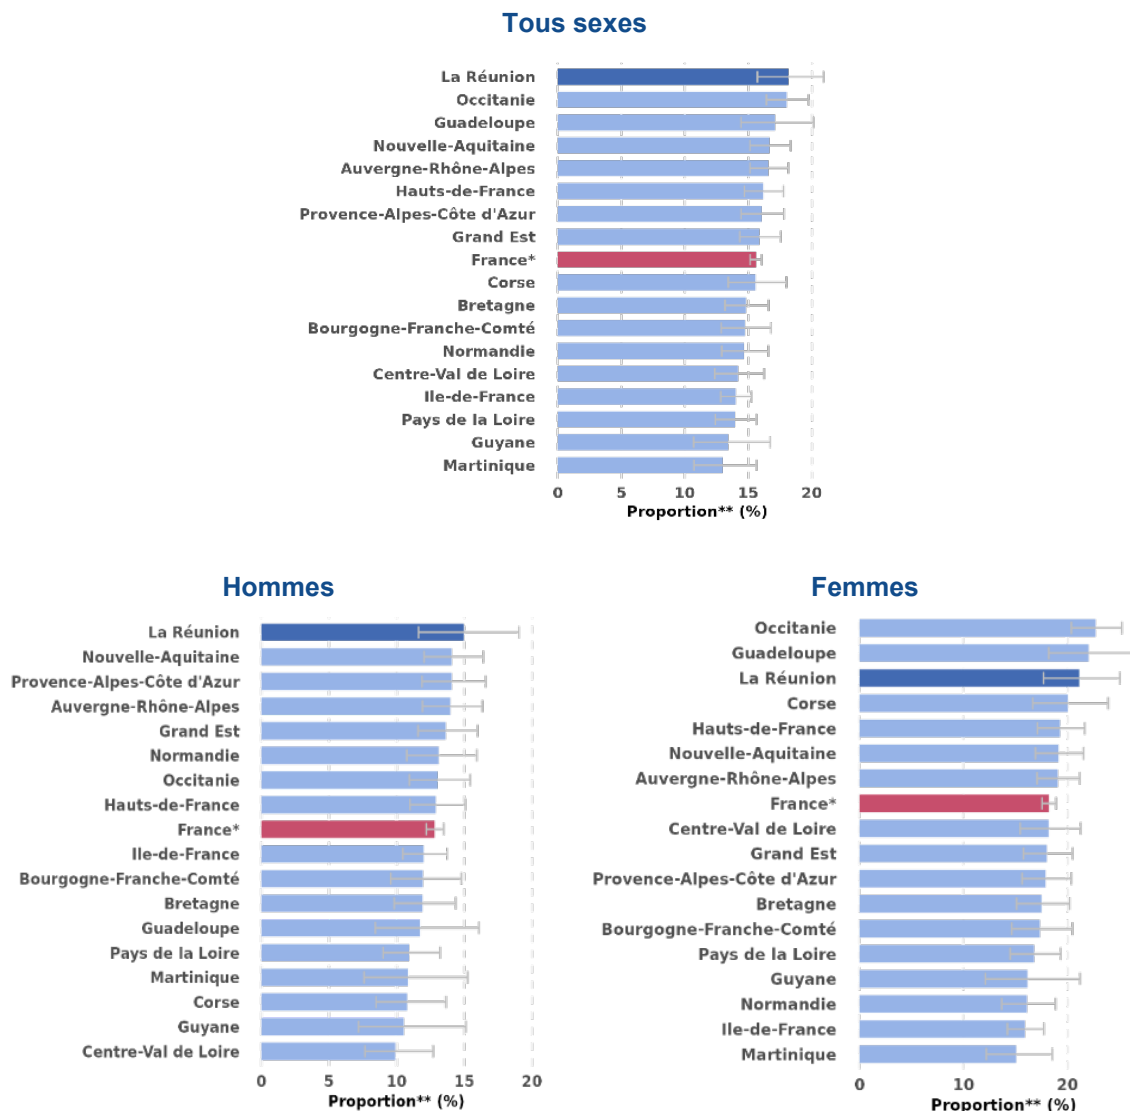 Tous sexes
La Réunion
Occitanie
Guadeloupe
Nouvelle-Aquitaine
Auvergne-Rhône-Alpes
Hauts-de-France
Provence-Alpes-Côte d'Azur
Grand Est
France*
Corse
Bretagne
Bourgogne-Franche-Comté
Normandie
Centre-Val de Loire
Ile-de-France
Pays de la Loire
Guyane
Martinique
0 5 10 15 20
Proportion** (%)
Hommes
La Réunion
Nouvelle-Aquitaine
Provence-Alpes-Côte d'Azur
Auvergne-Rhône-Alpes
Grand Est
Normandie
Occitanie
Hauts-de-France
France*
Ile-de-France
Bourgogne-Franche-Comté
Bretagne
Guadeloupe
Pays de la Loire
Martinique
Corse
Guyane
Centre-Val de Loire
0 5 10 15 20
Proportion** (%)
Femmes
Occitanie
Guadeloupe
La Réunion
Corse
Hauts-de-France
Nouvelle-Aquitaine
Auvergne-Rhône-Alpes
France*
Centre-Val de Loire
Grand Est
Provence-Alpes-Côte d'Azur
Bretagne
Bourgogne-Franche-Comté
Pays de la Loire
Guyane
Normandie
Ile-de-France
Martinique
0 10 20
Proportion** (%)